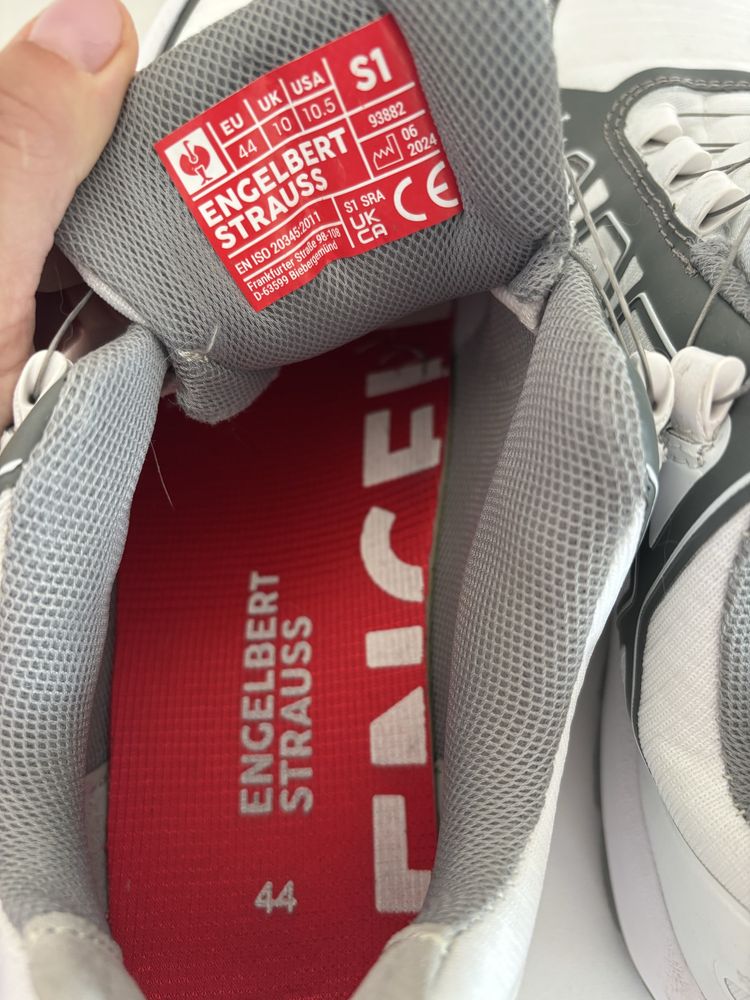 EU UK USA
44 10 10.5
S1
ENGELBERT
STRAUSS
93882
06
2024
EN ISO 20345:2011
S1 SRA
Frankfurter Straße 98-108
D-63599 Biebergemünd
UK
CA
CE
ENGELBERT
STRAUSS
44